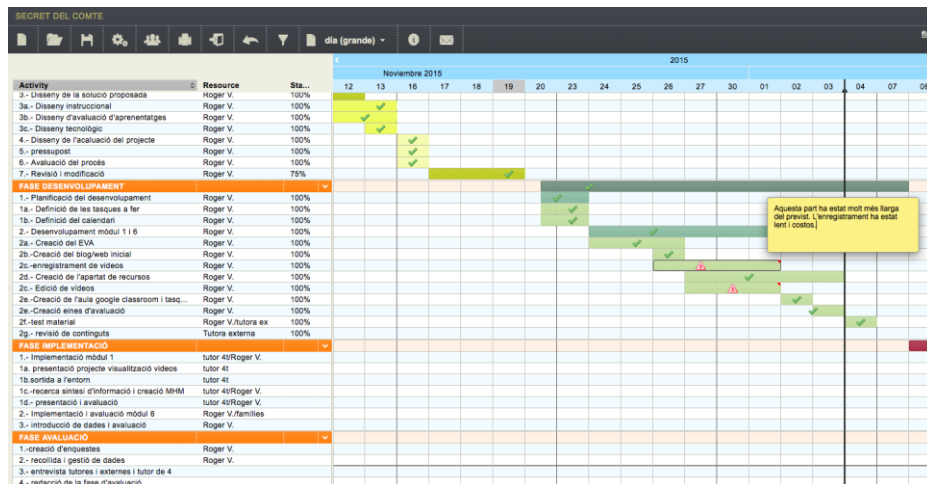 SECRET DEL COMTE
día (grande)
2015
Noviembre 2015
Activity Resource Sta... 12 13 16 17 18 19 20 23 24 25 26 27 30 01 02 03 04 07 08
3.- Disseny de la solució proposada Roger V. 100%
3a.- Disseny instruccional Roger V. 100%
3b.- Disseny d'avaluació d'aprenentatges Roger V. 100%
3c.- Disseny tecnològic Roger V. 100%
4.- Disseny de l'acaluació del projecte Roger V. 100%
5.- pressupost Roger V. 100%
6.- Avaluació del procés Roger V. 100%
7.- Revisió i modificació Roger V. 75%
FASE DESENVOLUPAMENT
1.- Planificació del desenvolupament Roger V. 100%
1a.- Definició de les tasques a fer Roger V. 100%
1b.- Definició del calendari Roger V. 100%
2.- Desenvolupament mòdul 1 i 6 Roger V. 100%
2a.- Creació del EVA Roger V. 100%
2b.-Creació del blog/web inicial Roger V. 100%
2c.-enregistrament de videos Roger V. 100%
2d.- Creació de l'apartat de recursos Roger V. 100%
2c.- Edició de vídeos Roger V. 100%
2e.-Creació de l'aula google classroom i tasq... Roger V. 100%
2e.-Creació eines d'avaluació Roger V. 100%
2f.-test material Roger V./tutora ex 100%
2g.- revisió de continguts Tutora externa 100%
Aquesta part ha estat molt més llarga
del previst. L'enregistrament ha estat
lent i costos.
FASE IMPLEMENTACIÓ
1.- Implementació mòdul 1 tutor 4t/Roger V.
1a. presentació projecte visualització videos tutor 4t
1b.sortida a l'entorn tutor 4t
1c.-recerca sintesi d'informació i creació MHM tutor 4t/Roger V.
1d.- presentació i avaluació tutor 4t/Roger V.
2.- Implementació i avaluació mòdul 6 Roger V./famílies
3.- introducció de dades i avaluació Roger V.
FASE AVALUACIÓ
1.-creació d'enquestes Roger V.
2.- recollida i gestió de dades Roger V.
3.- entrevista tutores i externes i tutor de 4
4.- redacció de la fase d'avaluació